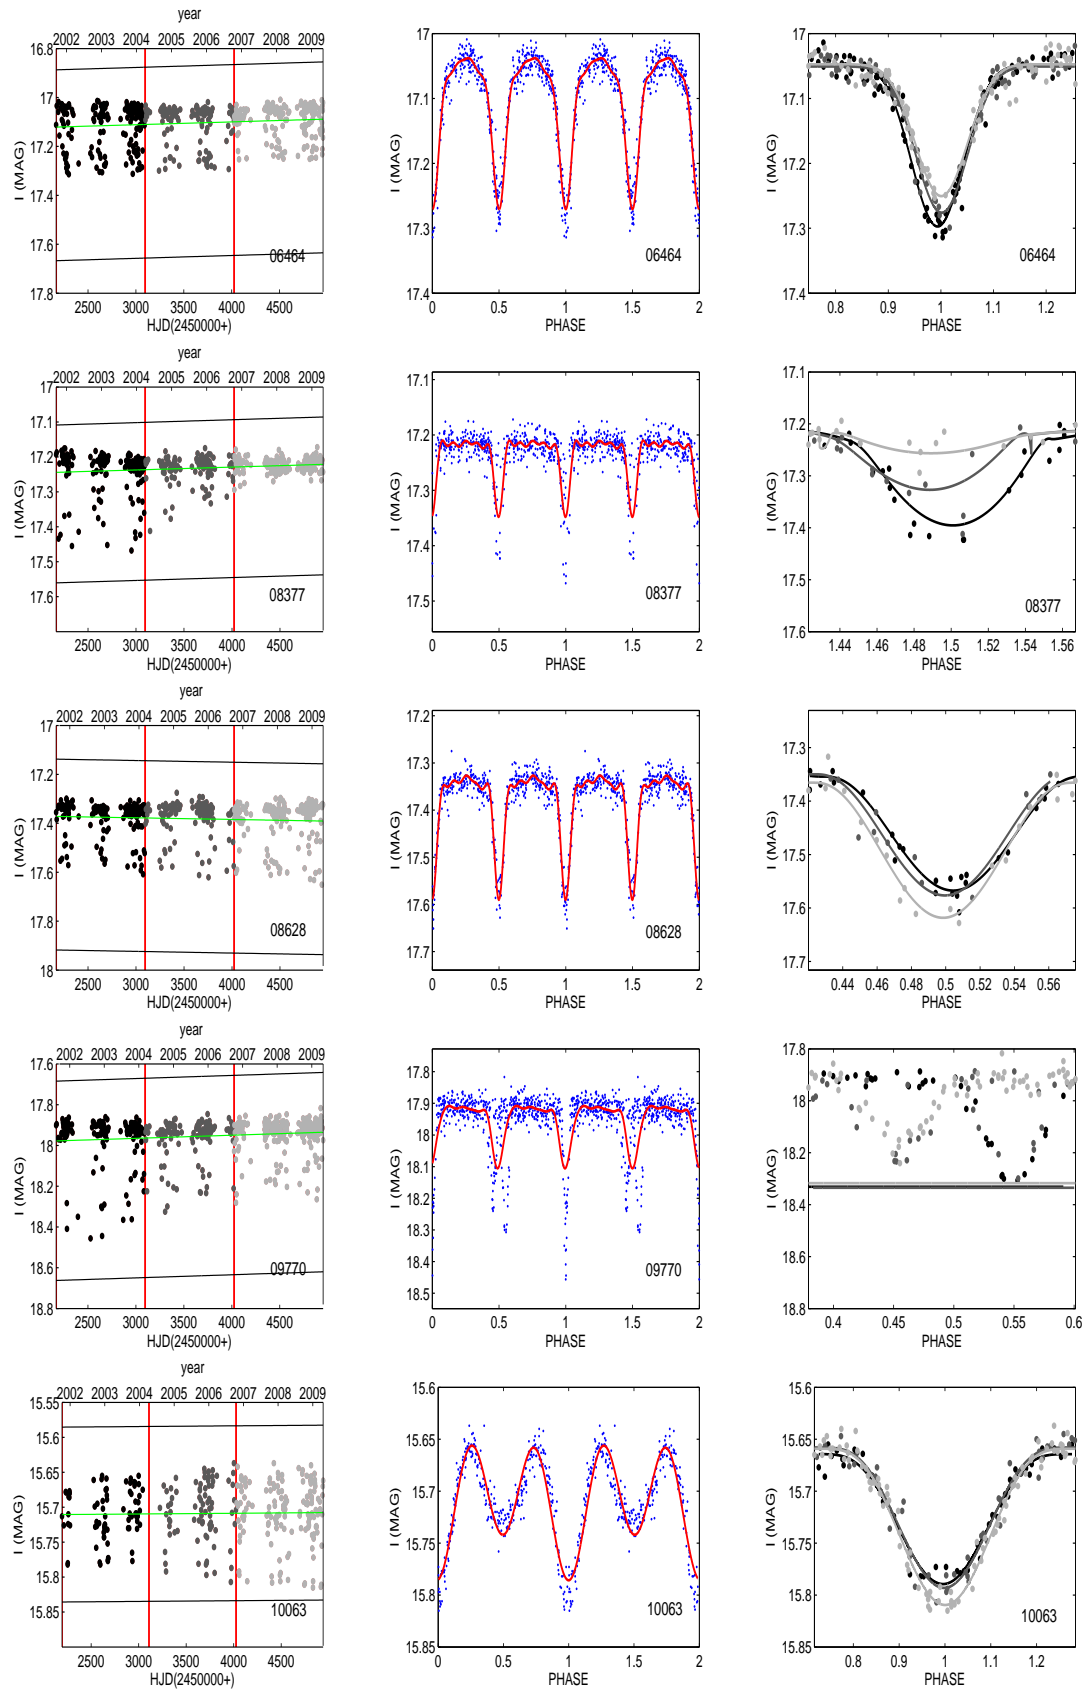 year
2002 2003 2004 2005 2006 2007 2008 2009
16.8
17
17.2
17.4
17.6
17.8
I (MAG)
06464
2500 3000 3500 4000 4500
HJD(2450000+)
17
17.1
17.2
17.3
17.4
I (MAG)
06464
0 0.5 1 1.5 2
PHASE
17
17.1
17.2
17.3
17.4
I (MAG)
06464
0.8 0.9 1 1.1 1.2
PHASE
year
2002 2003 2004 2005 2006 2007 2008 2009
17
17.1
17.2
17.3
17.4
17.5
17.6
I (MAG)
08377
2500 3000 3500 4000 4500
HJD(2450000+)
17.1
17.2
17.3
17.4
17.5
I (MAG)
08377
0 0.5 1 1.5 2
PHASE
17.1
17.2
17.3
17.4
17.5
17.6
I (MAG)
08377
1.44 1.46 1.48 1.5 1.52 1.54 1.56
PHASE
year
2002 2003 2004 2005 2006 2007 2008 2009
17
17.2
17.4
17.6
17.8
18
I (MAG)
08628
2500 3000 3500 4000 4500
HJD(2450000+)
17.2
17.3
17.4
17.5
17.6
17.7
I (MAG)
08628
0 0.5 1 1.5 2
PHASE
17.3
17.4
17.5
17.6
17.7
I (MAG)
08628
0.44 0.46 0.48 0.5 0.52 0.54 0.56
PHASE
year
2002 2003 2004 2005 2006 2007 2008 2009
17.6
17.8
18
18.2
18.4
18.6
18.8
I (MAG)
09770
2500 3000 3500 4000 4500
HJD(2450000+)
17.8
17.9
18
18.1
18.2
18.3
18.4
18.5
I (MAG)
09770
0 0.5 1 1.5 2
PHASE
17.8
18
18.2
18.4
18.6
18.8
I (MAG)
09770
0.4 0.45 0.5 0.55 0.6
PHASE
year
2002 2003 2004 2005 2006 2007 2008 2009
15.55
15.6
15.65
15.7
15.75
15.8
15.85
I (MAG)
10063
2500 3000 3500 4000 4500
HJD(2450000+)
15.6
15.65
15.7
15.75
15.8
15.85
I (MAG)
10063
0 0.5 1 1.5 2
PHASE
15.6
15.65
15.7
15.75
15.8
15.85
I (MAG)
10063
0.8 0.9 1 1.1 1.2
PHASE